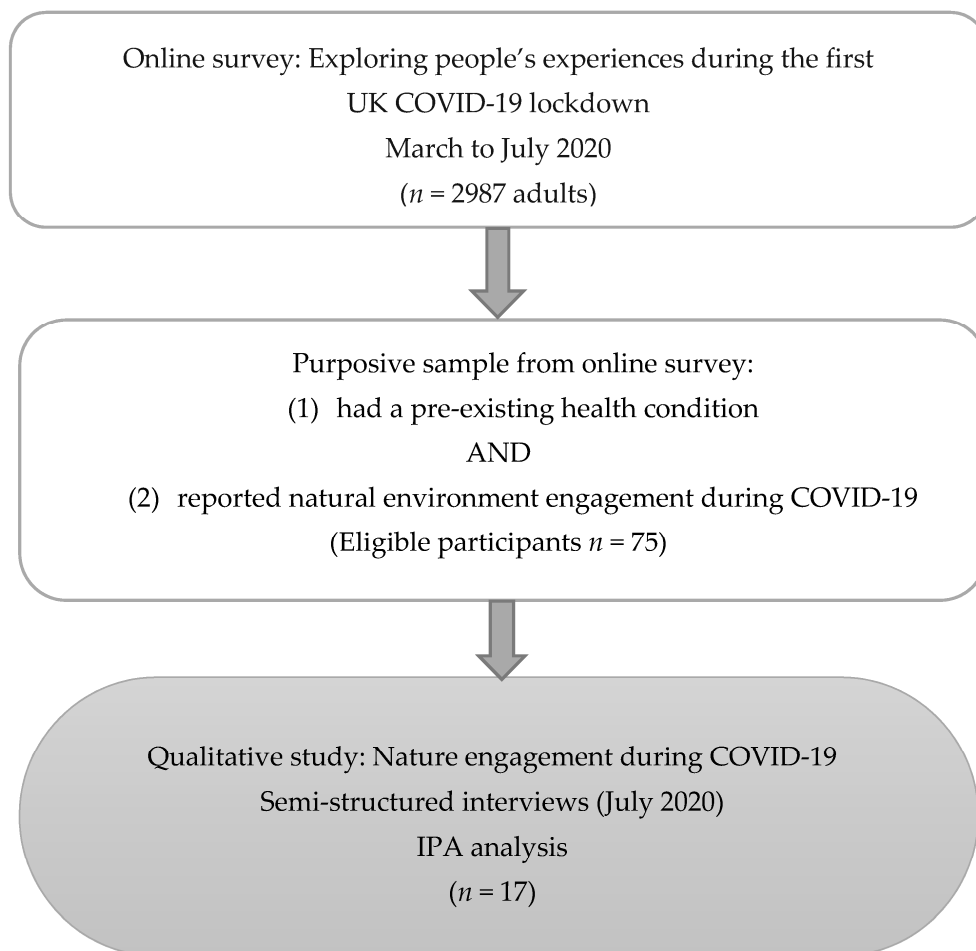 Online survey: Exploring people’s experiences during the first
UK COVID-19 lockdown
March to July 2020
(n = 2987 adults)
Purposive sample from online survey:
(1) had a pre-existing health condition
AND
(2) reported natural environment engagement during COVID-19
(Eligible participants n = 75)
Qualitative study: Nature engagement during COVID-19
Semi-structured interviews (July 2020)
IPA analysis
(n = 17)